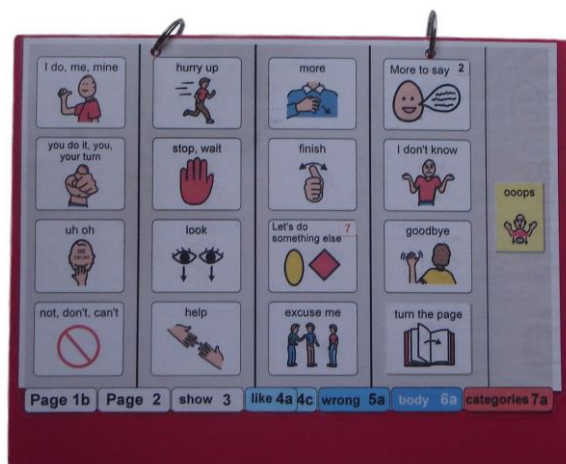 I do, me, mine
hurry up
more
More to say 2
you do it, you,
your turn
stop, wait
finish
I don't know
ooops
uh oh
look
Let's do
something else 7
goodbye
not, don't, can't
help
excuse me
turn the page
Page 1b Page 2 show 3 like 4a 4c wrong 5a body 6a categories 7a